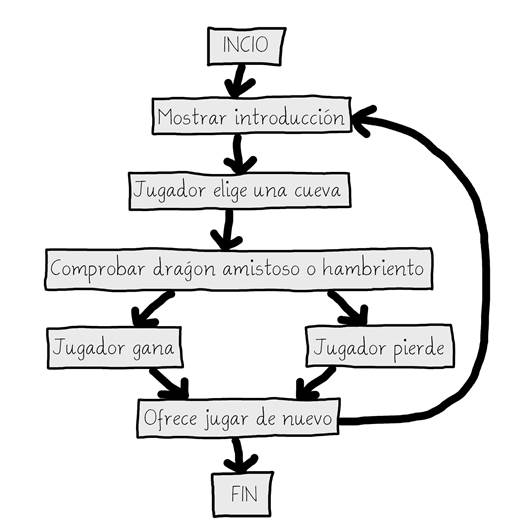 INCIO
Mostrar introducción
Jugador elige una cueva
Comprobar draǵon amistoso o hambriento
Jugador gana
Jugador pierde
Ofrece jugar de nuevo
FIN